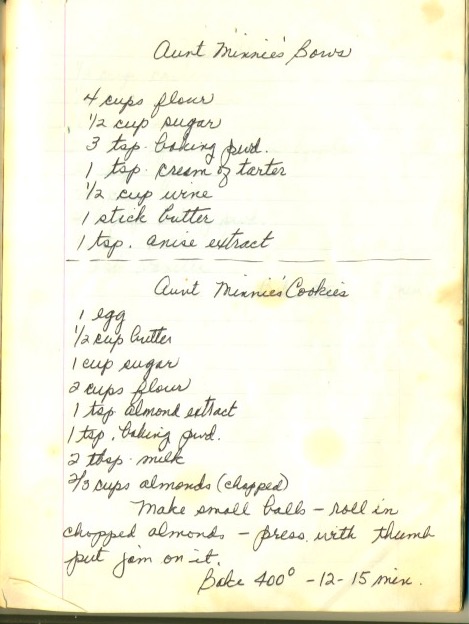 Aunt Minnie's Bows
4 cups flour
1/2 cup sugar
3 tsp. baking pwd.
1 tsp. cream of tarter
1/2 cup wine
1 stick butter
1 tsp. anise extract
Aunt Minnie's Cookies
1 egg
1/2 cup butter
1 cup sugar
2 cups flour
1 tsp almond extract
1 tsp. baking pwd.
2 tbsp. milk
2/3 cups almonds (chopped)
Make small balls - roll in
chopped almonds - press with thumb
put jam on it.
Bake 400° - 12-15 min.